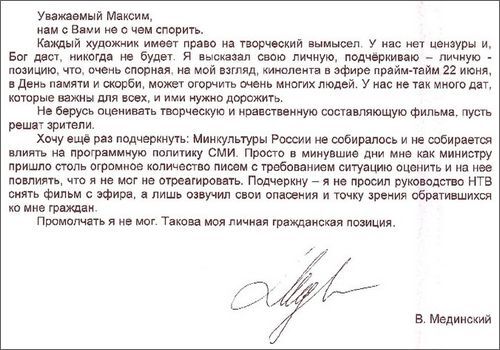 Уважаемый Максим,
нам с Вами не о чем спорить.
Каждый художник имеет право на творческий вымысел. У нас нет цензуры и,
Бог даст, никогда не будет. Я высказал свою личную, подчёркиваю – личную -
позицию, что, очень спорная, на мой взгляд, кинолента в эфире прайм-тайм 22 июня,
в День памяти и скорби, может огорчить очень многих людей. У нас не так много дат,
которые важны для всех, и ими нужно дорожить.
Не берусь оценивать творческую и нравственную составляющую фильма, пусть
решат зрители.
Хочу ещё раз подчеркнуть: Минкультуры России не собиралось и не собирается
влиять на программную политику СМИ. Просто в минувшие дни мне как министру
пришло столь огромное количество писем с требованием ситуацию оценить и на нее
повлиять, что я не мог не отреагировать. Подчеркну – я не просил руководство НТВ
снять фильм с эфира, а лишь озвучил свои опасения и точку зрения обратившихся
ко мне граждан.
Промолчать я не мог. Такова моя личная гражданская позиция.
В. Мединский